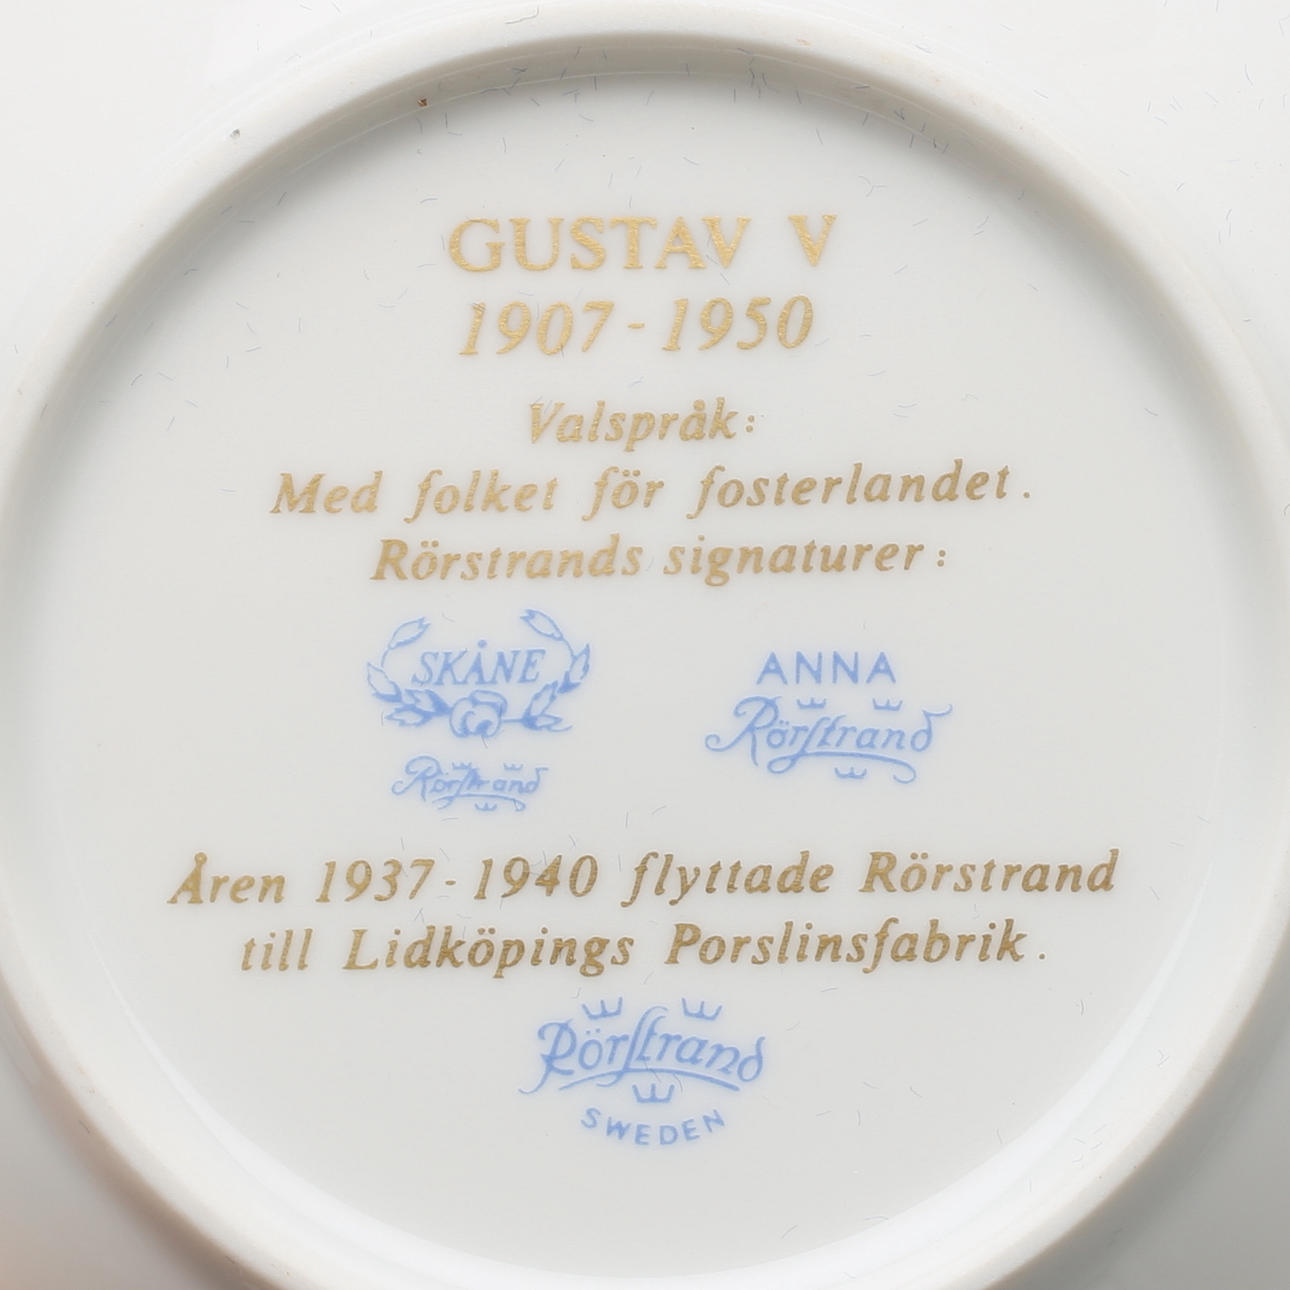 GUSTAV V
1907-1950
Valspråk:
Med folket för fosterlandet.
Rörstrands signaturer:
SKÅNE
Rörstrand
ANNA
Rörstrand
Åren 1937-1940 flyttade Rörstrand
till Lidköpings Porslinsfabrik.
Rörstrand
SWEDEN